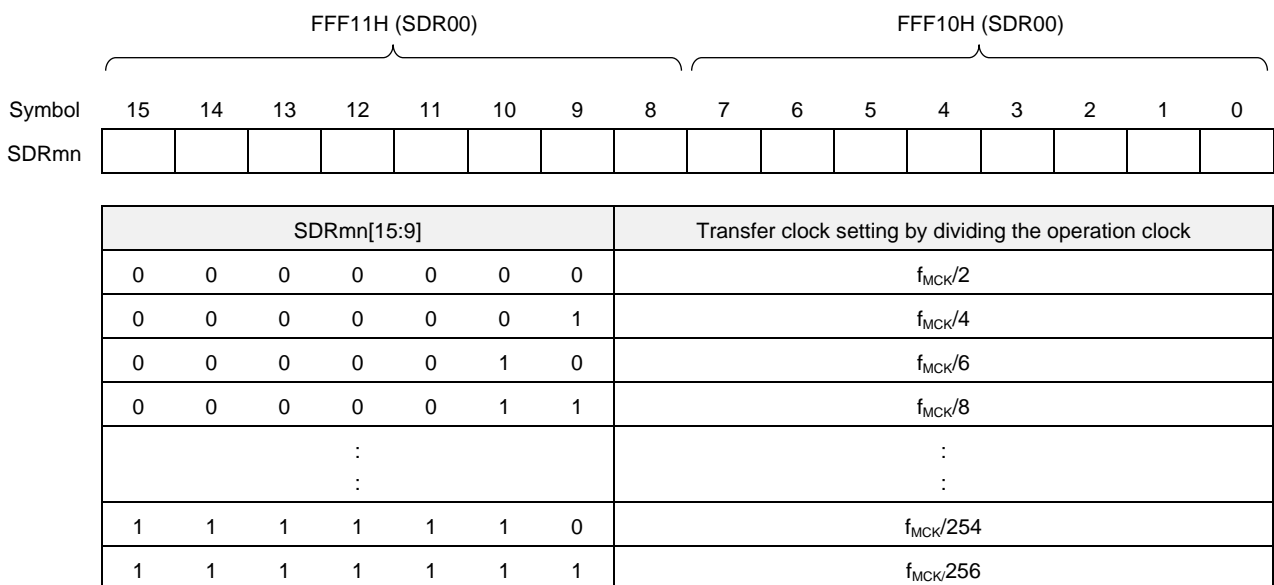 FFF11H (SDR00) FFF10H (SDR00)
Symbol 15 14 13 12 11 10 9 8 7 6 5 4 3 2 1 0
SDRmn
SDRmn[15:9] Transfer clock setting by dividing the operation clock
0 0 0 0 0 0 0 fMCK/2
0 0 0 0 0 0 1 fMCK/4
0 0 0 0 0 1 0 fMCK/6
0 0 0 0 0 1 1 fMCK/8
: :
: :
1 1 1 1 1 1 0 fMCK/254
1 1 1 1 1 1 1 fMCK/256